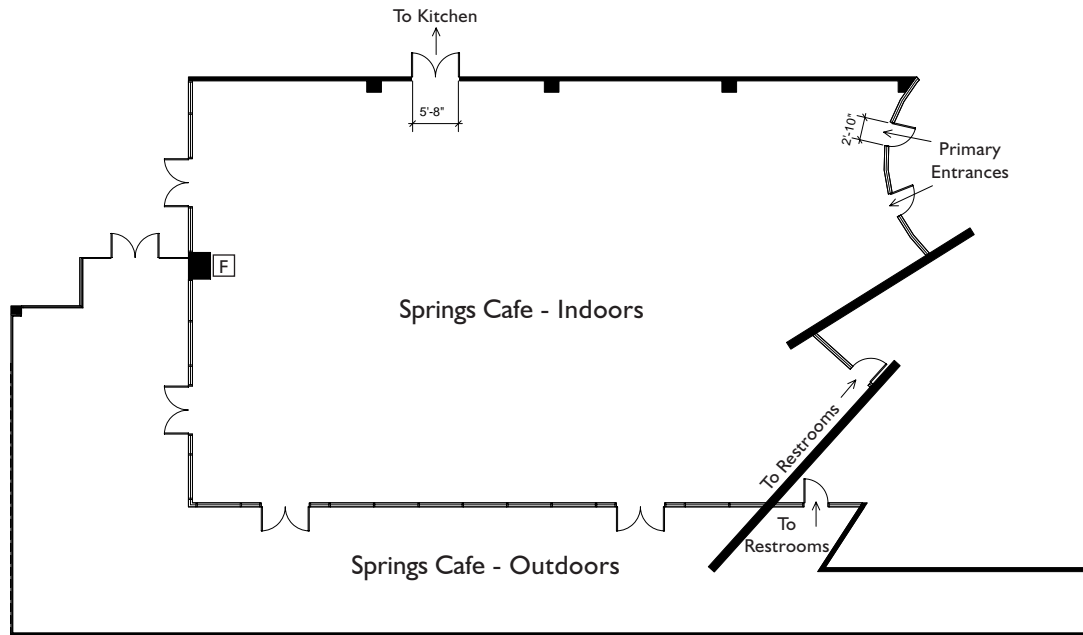 To Kitchen
5'-8"
2'-10"
Primary
Entrances
F
Springs Cafe - Indoors
To Restrooms
To
Restrooms
Springs Cafe - Outdoors